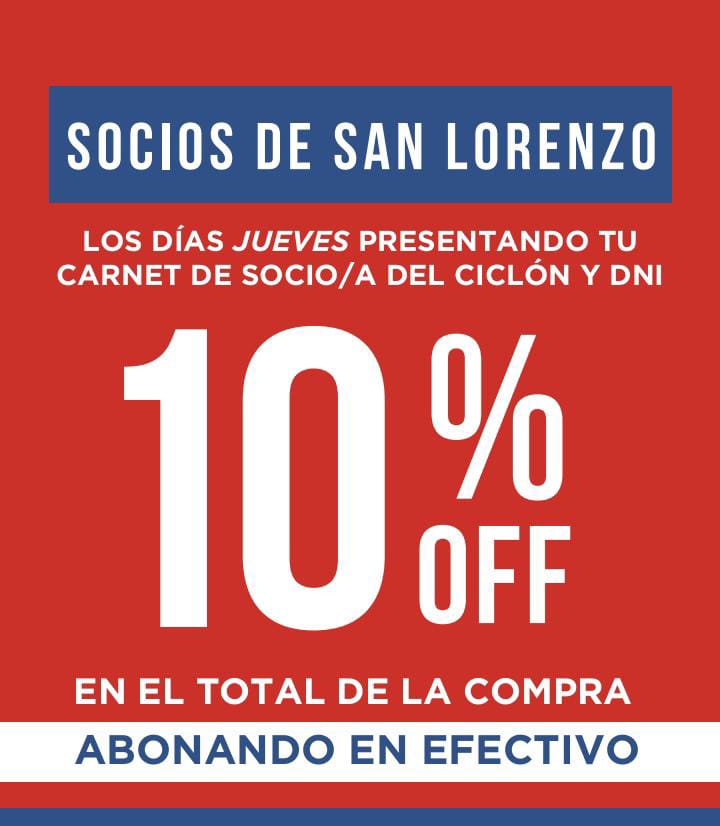 SOCIOS DE SAN LORENZO
LOS DÍAS JUEVES PRESENTANDO TU
CARNET DE SOCIO/A DEL CICLÓN Y DNI
10%
OFF
EN EL TOTAL DE LA COMPRA
ABONANDO EN EFECTIVO